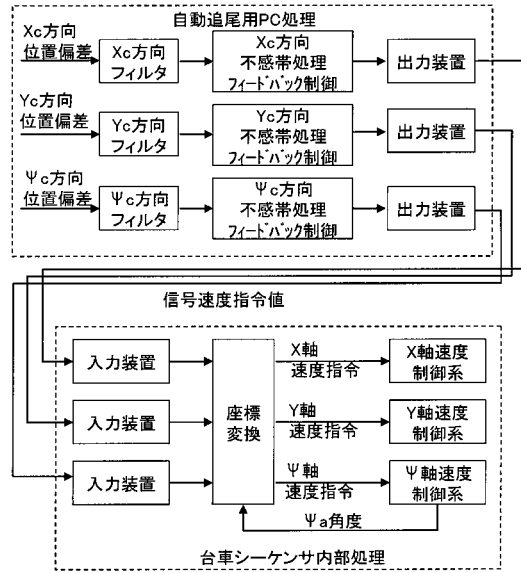 自動追尾用PC処理
Xc方向
位置偏差
Xc方向
フィルタ
Xc方向
不感帯処理
フィードバック制御
出力装置
Yc方向
位置偏差
Yc方向
フィルタ
Yc方向
不感帯処理
フィードバック制御
出力装置
Ψc方向
位置偏差
Ψc方向
フィルタ
Ψc方向
不感帯処理
フィードバック制御
出力装置
信号速度指令値
入力装置
入力装置
入力装置
座標
変換
X軸
速度指令
X軸速度
制御系
Y軸
速度指令
Y軸速度
制御系
Ψ軸
速度指令
Ψ軸速度
制御系
Ψa角度
台車シーケンサ内部処理